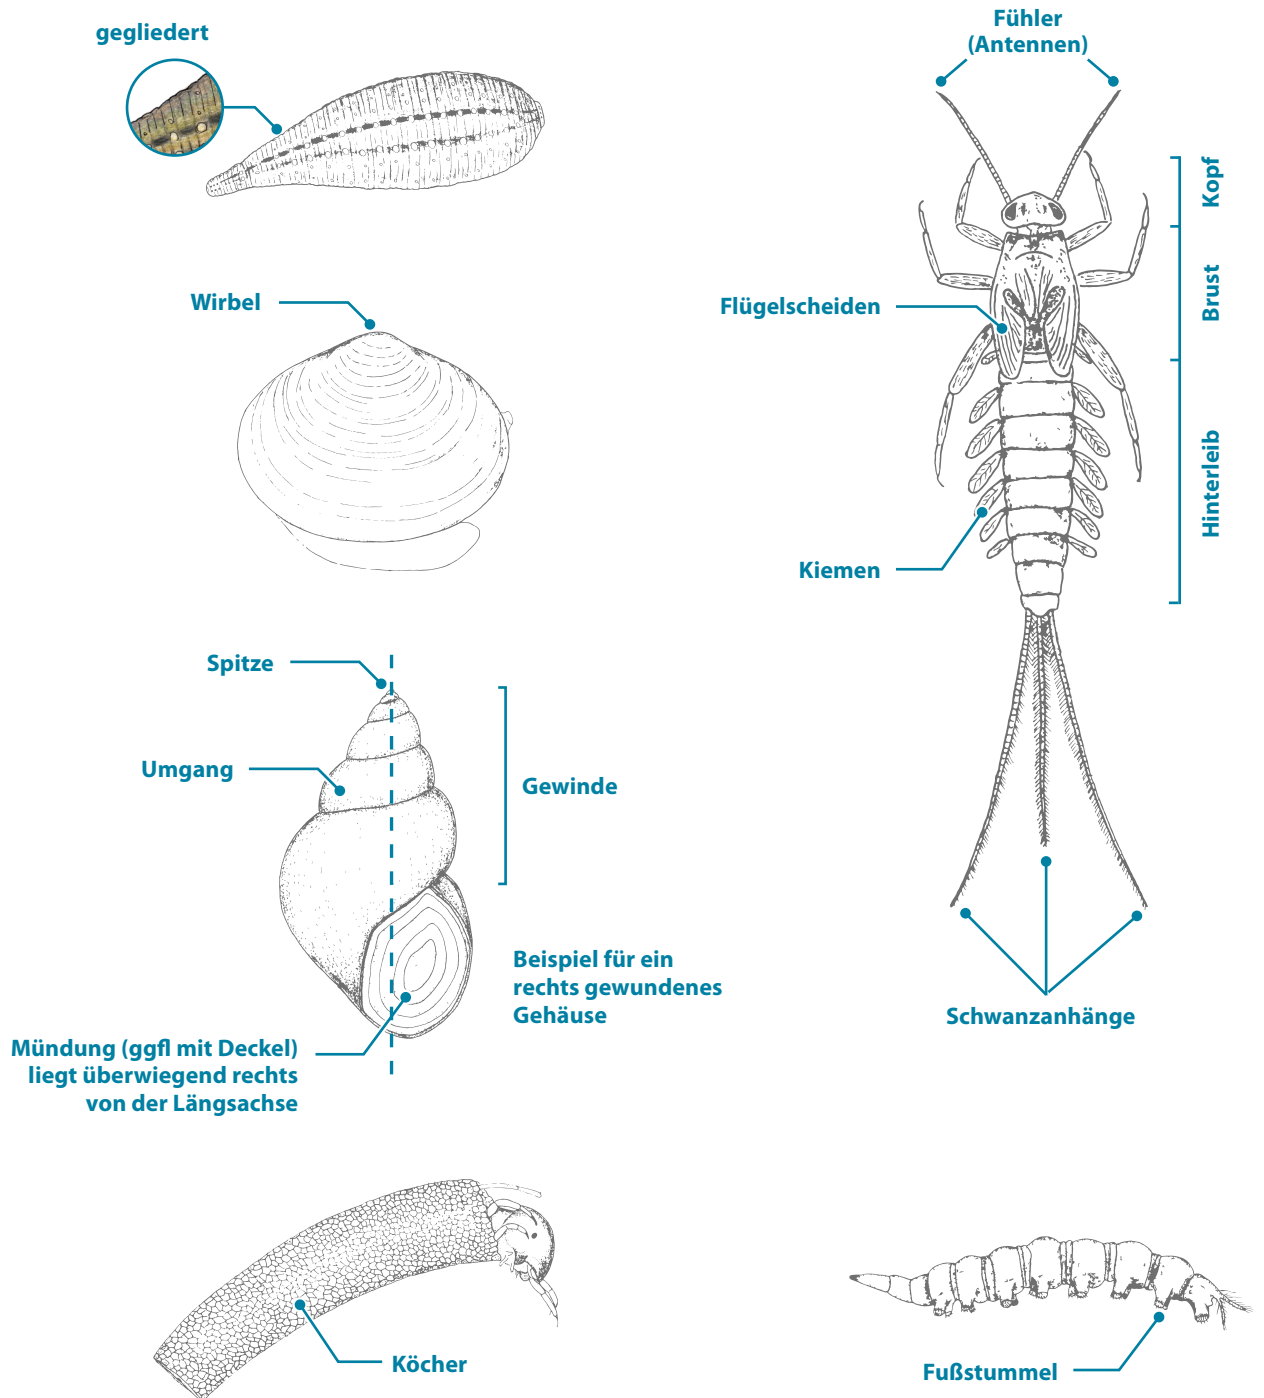 gegliedert
Fühler
(Antennen)
Kopf
Brust
Hinterleib
Wirbel
Flügelscheiden
Kiemen
Spitze
Umgang
Gewinde
Beispiel für ein
rechts gewundenes
Gehäuse
Mündung (ggfl mit Deckel)
liegt überwiegend rechts
von der Längsachse
Schwanzanhänge
Köcher
Fußstummel